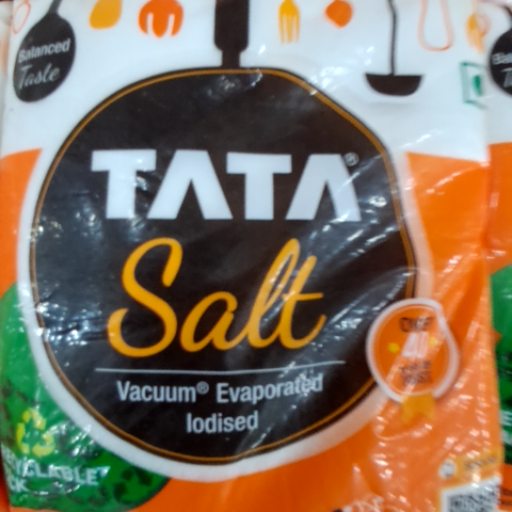 Balanced
Taste
TATA®
Salt
Vacuum® Evaporated
Iodised